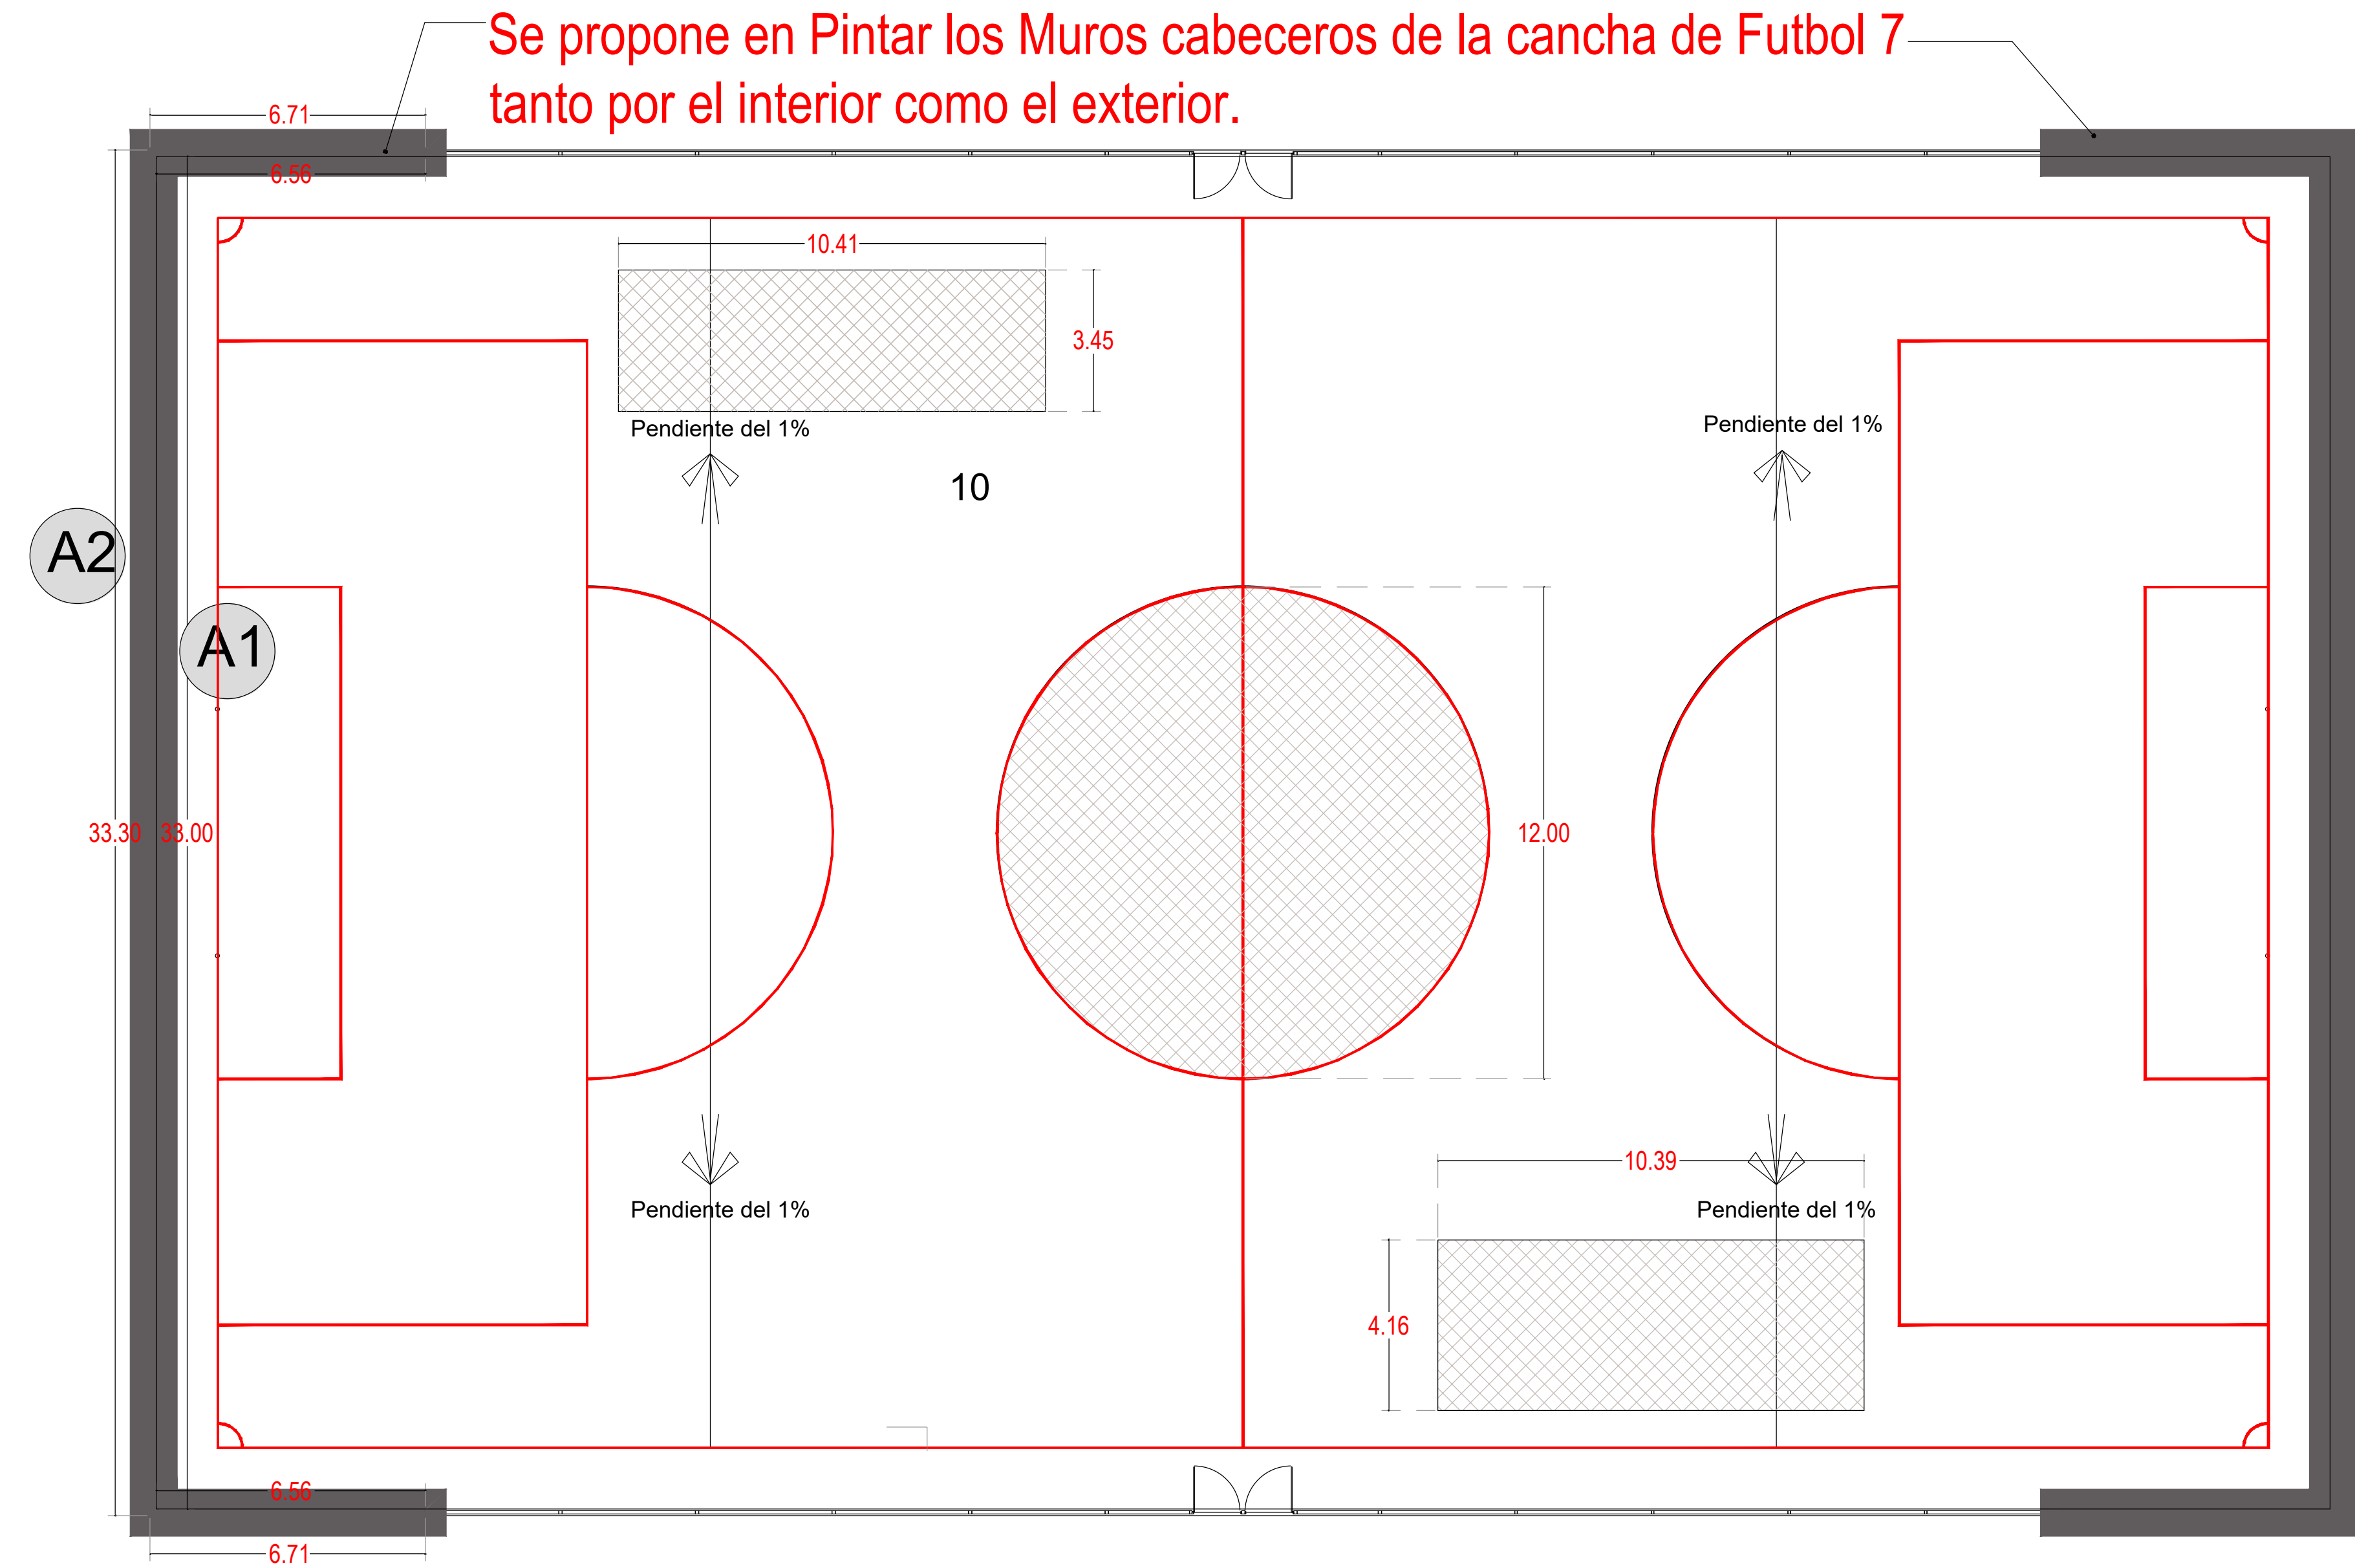 Se propone en Pintar los Muros cabeceros de la cancha de Futbol 7
tanto por el interior como el exterior.
6.71
6.56
10.41
3.45
Pendiente del 1%
Pendiente del 1%
10
A2
A1
33.30
33.00
12.00
10.39
Pendiente del 1%
Pendiente del 1%
4.16
6.56
6.71